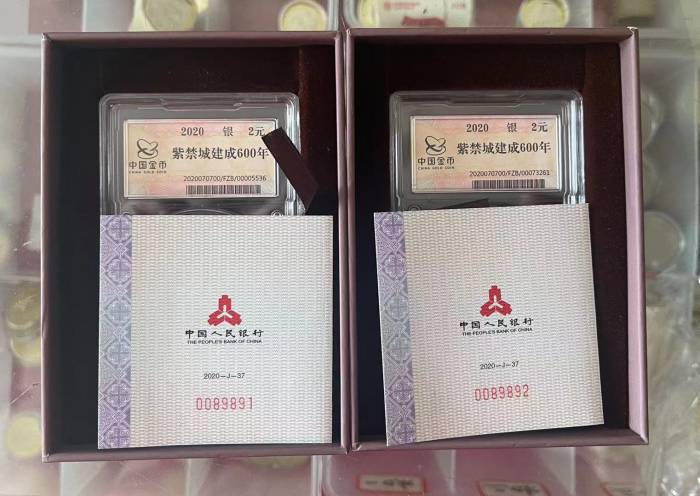 2020 银 2元
紫禁城建成600年
中国金币
CHINA GOLD COIN
2020070700/FZB/00005536
中国人民银行
THE PEOPLE'S BANK OF CHINA
2020-J-37
0089891
2020 银 2元
紫禁城建成600年
中国金币
CHINA GOLD COIN
2020070700/FZB/00073261
中国人民银行
THE PEOPLE'S BANK OF CHINA
2020-J-37
0089892